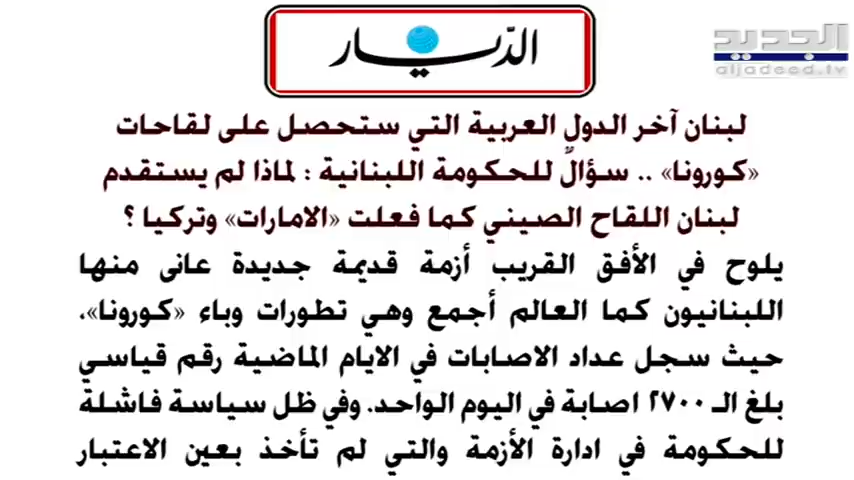 الديار
الجديد
aljadeed.tv
لبنان آخر الدول العربية التي ستحصل على لقاحات
«كورونا» .. سؤالٌ للحكومة اللبنانية : لماذا لم يستقدم
لبنان اللقاح الصيني كما فعلت «الامارات» وتركيا ؟
يلوح في الأفق القريب أزمة قديمة جديدة عانى منها
اللبنانيون كما العالم أجمع وهي تطورات وباء «كورونا»،
حيث سجل عداد الاصابات في الايام الماضية رقم قياسي
بلغ الـ ٢٧٠٠ اصابة في اليوم الواحد. وفي ظل سياسة فاشلة
للحكومة في ادارة الأزمة والتي لم تأخذ بعين الاعتبار